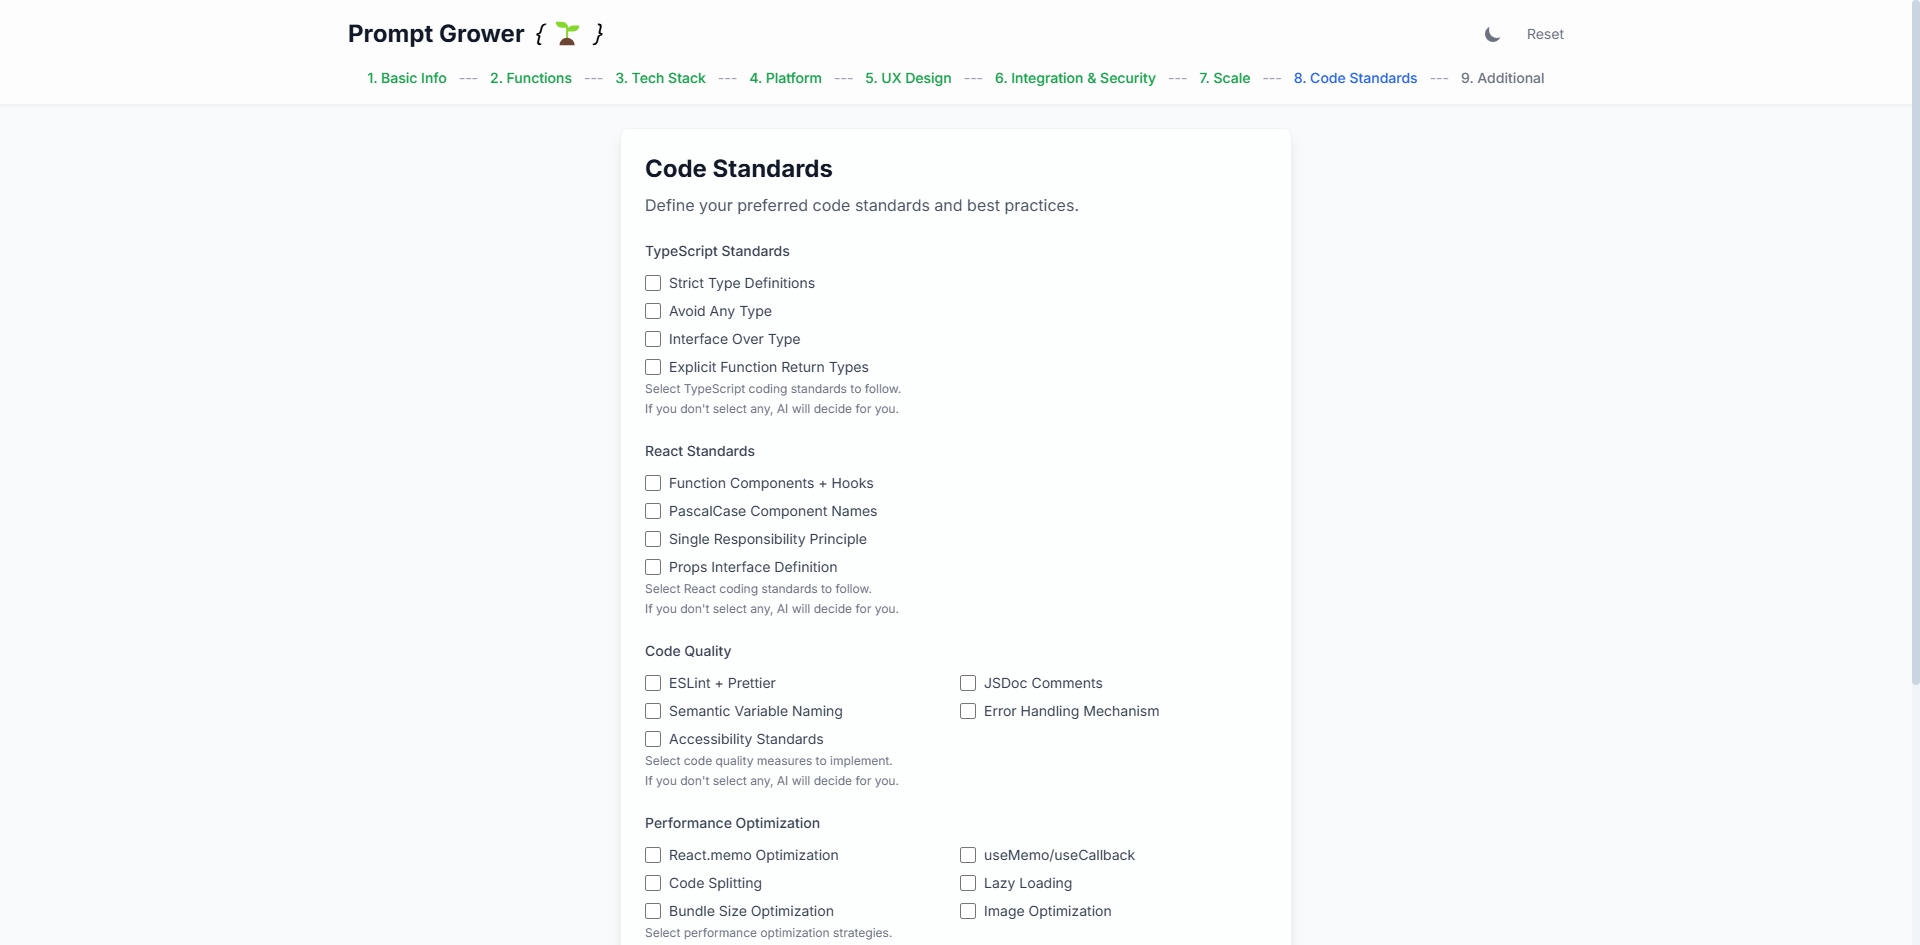 Prompt Grower { 🌱 }
Reset
1. Basic Info --- 2. Functions --- 3. Tech Stack --- 4. Platform --- 5. UX Design --- 6. Integration & Security --- 7. Scale --- 8. Code Standards --- 9. Additional
Code Standards
Define your preferred code standards and best practices.
TypeScript Standards
Strict Type Definitions
Avoid Any Type
Interface Over Type
Explicit Function Return Types
Select TypeScript coding standards to follow.
If you don't select any, AI will decide for you.
React Standards
Function Components + Hooks
PascalCase Component Names
Single Responsibility Principle
Props Interface Definition
Select React coding standards to follow.
If you don't select any, AI will decide for you.
Code Quality
ESLint + Prettier
JSDoc Comments
Semantic Variable Naming
Error Handling Mechanism
Accessibility Standards
Select code quality measures to implement.
If you don't select any, AI will decide for you.
Performance Optimization
React.memo Optimization
useMemo/useCallback
Code Splitting
Lazy Loading
Bundle Size Optimization
Image Optimization
Select performance optimization strategies.